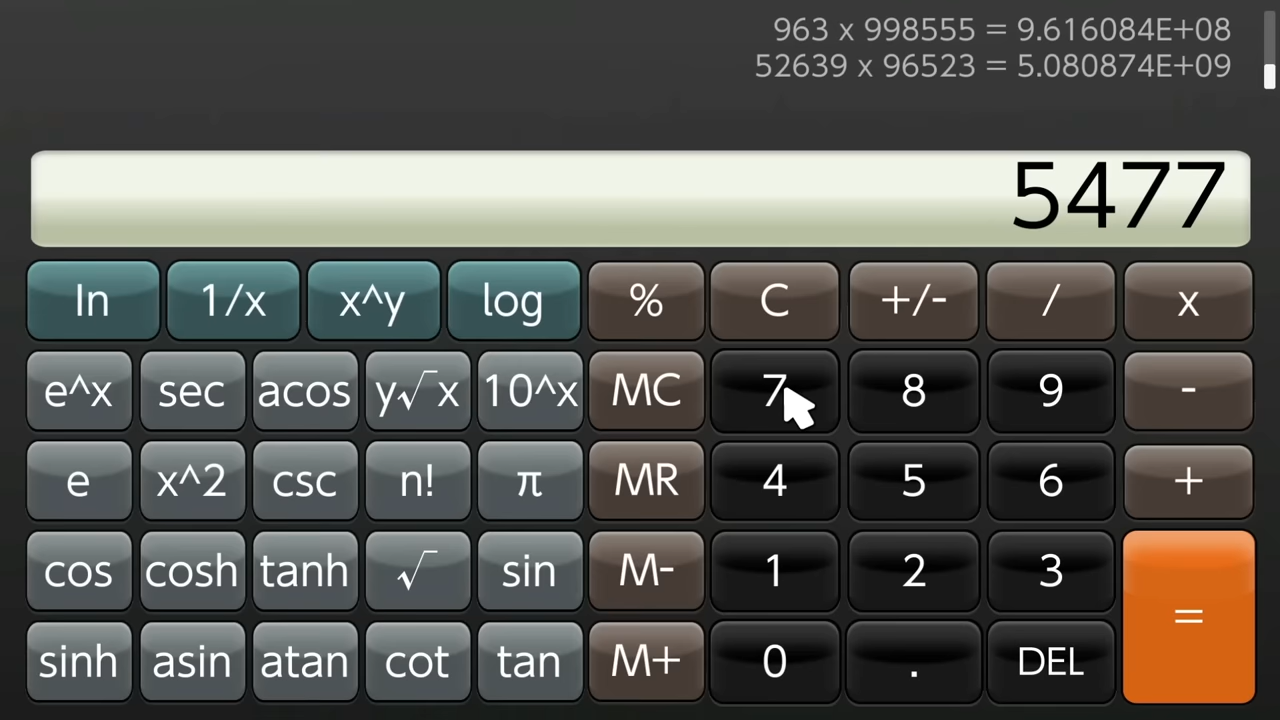 963 x 998555 = 9.616084E+08
52639 x 96523 = 5.080874E+09
5477
ln 1/x x^y log % C +/- / x
e^x sec acos y√x 10^x MC 7 8 9 -
e x^2 csc n! π MR 4 5 6 +
cos cosh tanh √ sin M- 1 2 3 =
sinh asin atan cot tan M+ 0 . DEL